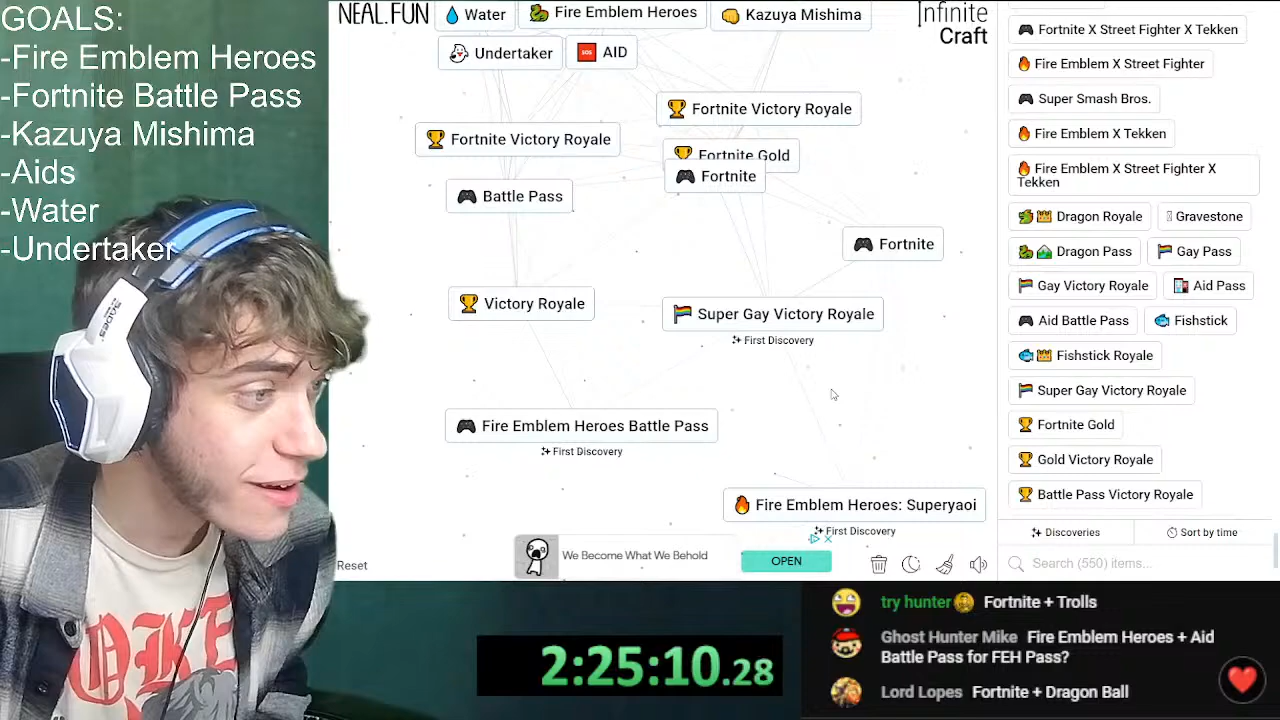 GOALS:
-Fire Emblem Heroes
-Fortnite Battle Pass
-Kazuya Mishima
-Aids
-Water
-Undertaker
NEAL.FUN
Water
Fire Emblem Heroes
Kazuya Mishima
Infinite
Craft
Undertaker
SOS
AID
Fortnite Victory Royale
Fortnite Victory Royale
Fortnite Gold
Fortnite
Battle Pass
Fortnite
Victory Royale
Super Gay Victory Royale
First Discovery
Fire Emblem Heroes Battle Pass
First Discovery
Fire Emblem Heroes: Superyaoi
First Discovery
We Become What We Behold
OPEN
Reset
Fortnite X Street Fighter X Tekken
Fire Emblem X Street Fighter
Super Smash Bros.
Fire Emblem X Tekken
Fire Emblem X Street Fighter X
Tekken
Dragon Royale
Gravestone
Dragon Pass
Gay Pass
Gay Victory Royale
Aid Pass
Aid Battle Pass
Fishstick
Fishstick Royale
Super Gay Victory Royale
Fortnite Gold
Gold Victory Royale
Battle Pass Victory Royale
Discoveries
Sort by time
Search (550) items...
2:25:10.28
try hunter Fortnite + Trolls
Ghost Hunter Mike Fire Emblem Heroes + Aid
Battle Pass for FEH Pass?
Lord Lopes Fortnite + Dragon Ball